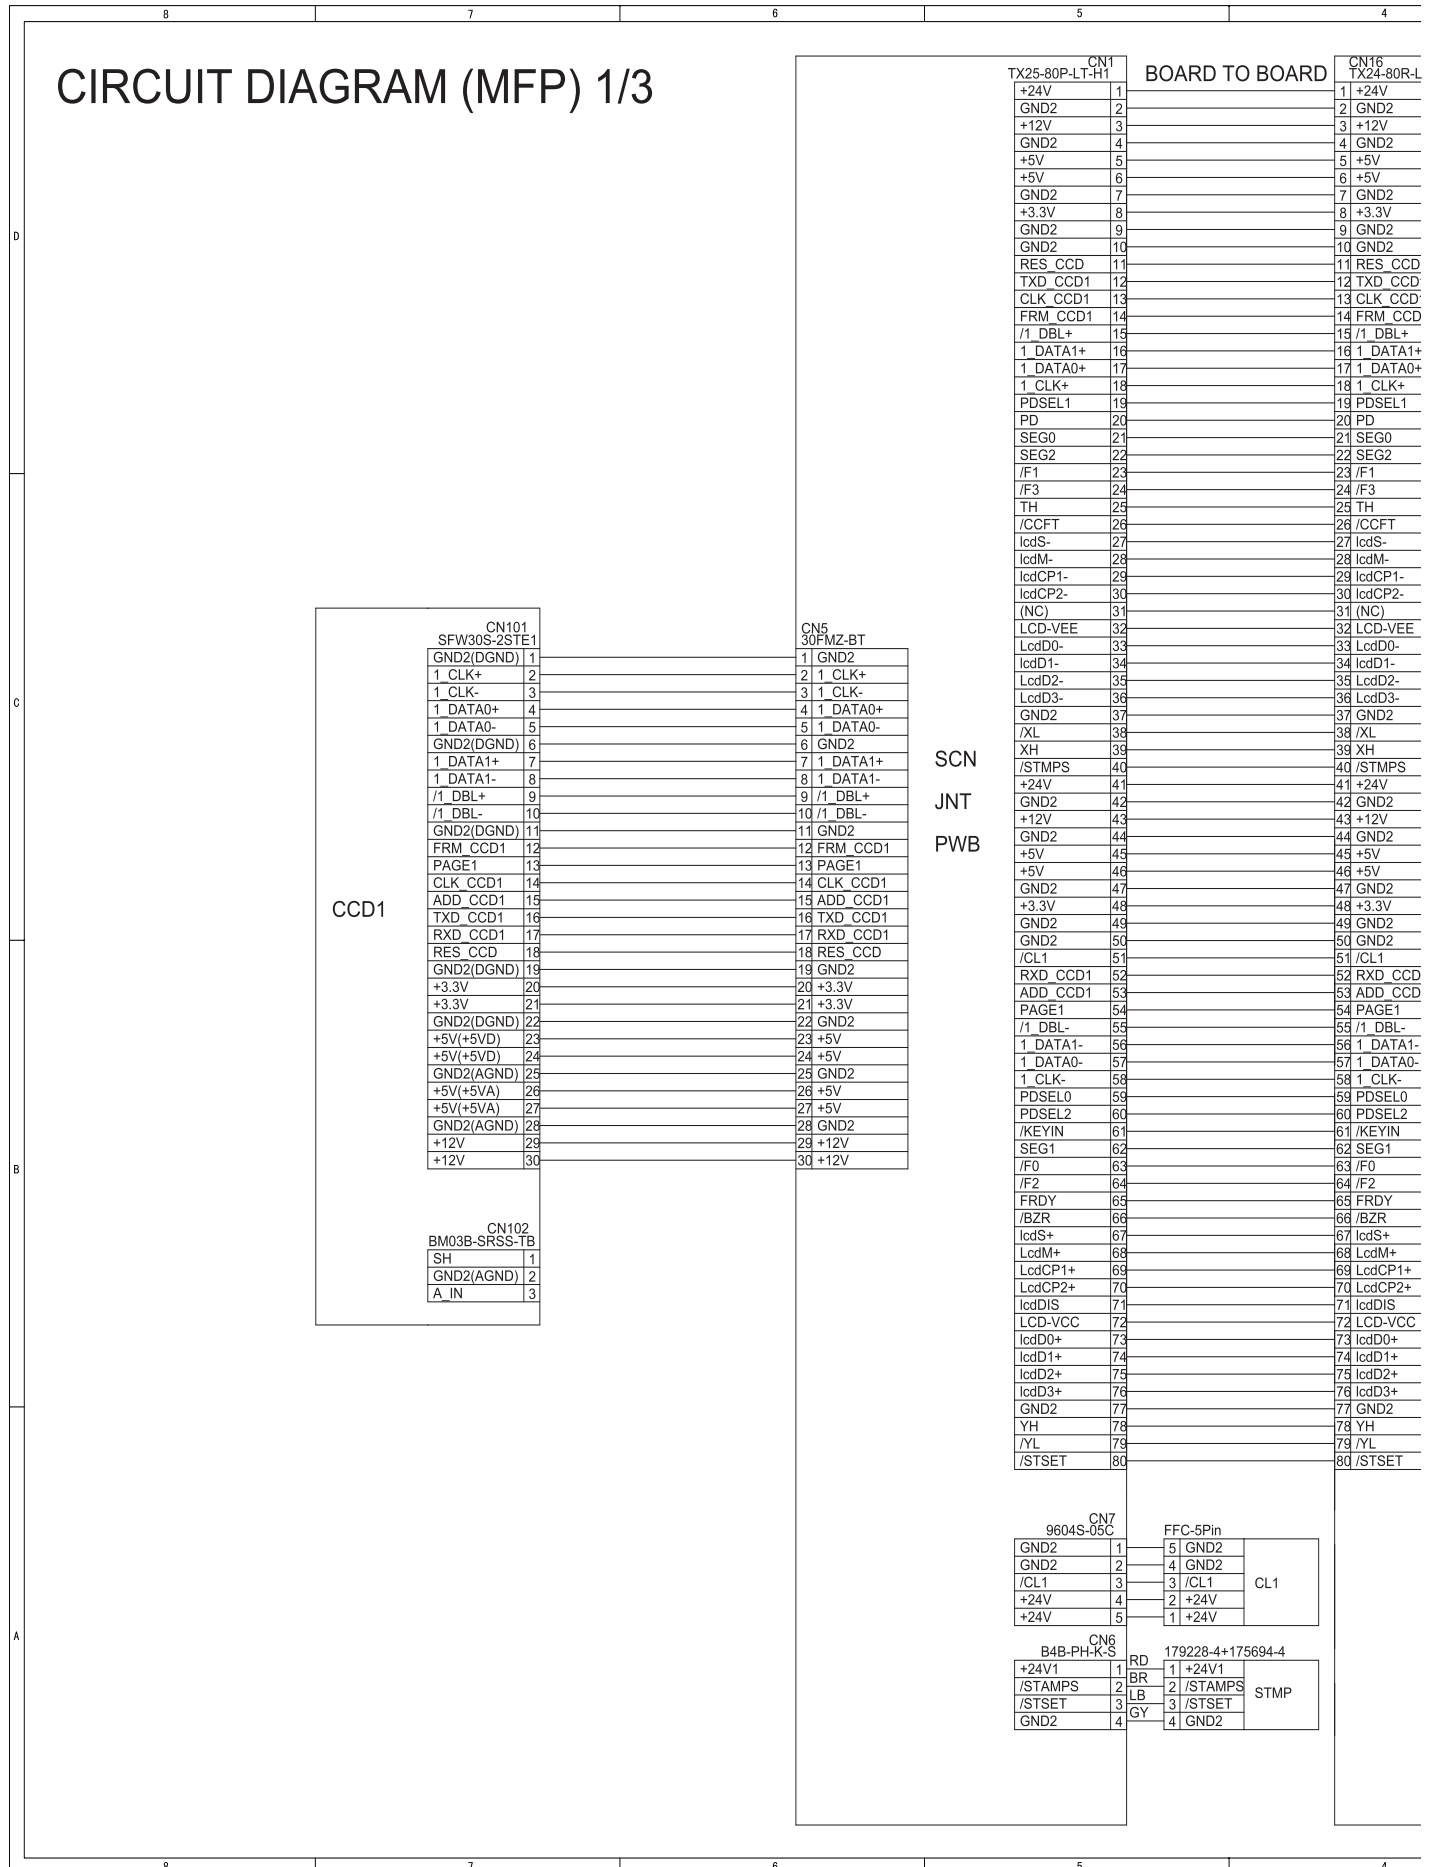 8 7 6 5 4
CIRCUIT DIAGRAM (MFP) 1/3
D
C
B
A
CCD1
CN101
SFW30S-2STE1
GND2(DGND) 1
1_CLK+ 2
1_CLK- 3
1_DATA0+ 4
1_DATA0- 5
GND2(DGND) 6
1_DATA1+ 7
1_DATA1- 8
/1_DBL+ 9
/1_DBL- 10
GND2(DGND) 11
FRM_CCD1 12
PAGE1 13
CLK_CCD1 14
ADD_CCD1 15
TXD_CCD1 16
RXD_CCD1 17
RES_CCD 18
GND2(DGND) 19
+3.3V 20
+3.3V 21
GND2(DGND) 22
+5V(+5VD) 23
+5V(+5VD) 24
GND2(AGND) 25
+5V(+5VA) 26
+5V(+5VA) 27
GND2(AGND) 28
+12V 29
+12V 30
CN102
BM03B-SRSS-TB
SH 1
GND2(AGND) 2
A_IN 3
CN5
30FMZ-BT
1 GND2
2 1_CLK+
3 1_CLK-
4 1_DATA0+
5 1_DATA0-
6 GND2
7 1_DATA1+
8 1_DATA1-
9 /1_DBL+
10 /1_DBL-
11 GND2
12 FRM_CCD1
13 PAGE1
14 CLK_CCD1
15 ADD_CCD1
16 TXD_CCD1
17 RXD_CCD1
18 RES_CCD
19 GND2
20 +3.3V
21 +3.3V
22 GND2
23 +5V
24 +5V
25 GND2
26 +5V
27 +5V
28 GND2
29 +12V
30 +12V
SCN
JNT
PWB
CN1
TX25-80P-LT-H1
+24V 1
GND2 2
+12V 3
GND2 4
+5V 5
+5V 6
GND2 7
+3.3V 8
GND2 9
GND2 10
RES_CCD 11
TXD_CCD1 12
CLK_CCD1 13
FRM_CCD1 14
/1_DBL+ 15
1_DATA1+ 16
1_DATA0+ 17
1_CLK+ 18
PDSEL1 19
PD 20
SEG0 21
SEG2 22
/F1 23
/F3 24
TH 25
/CCFT 26
lcdS- 27
lcdM- 28
lcdCP1- 29
lcdCP2- 30
(NC) 31
LCD-VEE 32
LcdD0- 33
lcdD1- 34
LcdD2- 35
LcdD3- 36
GND2 37
/XL 38
XH 39
/STMPS 40
+24V 41
GND2 42
+12V 43
GND2 44
+5V 45
+5V 46
GND2 47
+3.3V 48
GND2 49
GND2 50
/CL1 51
RXD_CCD1 52
ADD_CCD1 53
PAGE1 54
/1_DBL- 55
1_DATA1- 56
1_DATA0- 57
1_CLK- 58
PDSEL0 59
PDSEL2 60
/KEYIN 61
SEG1 62
/F0 63
/F2 64
FRDY 65
/BZR 66
lcdS+ 67
LcdM+ 68
LcdCP1+ 69
LcdCP2+ 70
lcdDIS 71
LCD-VCC 72
lcdD0+ 73
lcdD1+ 74
lcdD2+ 75
lcdD3+ 76
GND2 77
YH 78
/YL 79
/STSET 80
BOARD TO BOARD
CN16
TX24-80R-L
1 +24V
2 GND2
3 +12V
4 GND2
5 +5V
6 +5V
7 GND2
8 +3.3V
9 GND2
10 GND2
11 RES_CCD
12 TXD_CCD1
13 CLK_CCD1
14 FRM_CCD
15 /1_DBL+
16 1_DATA1+
17 1_DATA0+
18 1_CLK+
19 PDSEL1
20 PD
21 SEG0
22 SEG2
23 /F1
24 /F3
25 TH
26 /CCFT
27 lcdS-
28 lcdM-
29 lcdCP1-
30 lcdCP2-
31 (NC)
32 LCD-VEE
33 LcdD0-
34 lcdD1-
35 LcdD2-
36 LcdD3-
37 GND2
38 /XL
39 XH
40 /STMPS
41 +24V
42 GND2
43 +12V
44 GND2
45 +5V
46 +5V
47 GND2
48 +3.3V
49 GND2
50 GND2
51 /CL1
52 RXD_CCD
53 ADD_CCD
54 PAGE1
55 /1_DBL-
56 1_DATA1-
57 1_DATA0-
58 1_CLK-
59 PDSEL0
60 PDSEL2
61 /KEYIN
62 SEG1
63 /F0
64 /F2
65 FRDY
66 /BZR
67 lcdS+
68 LcdM+
69 LcdCP1+
70 LcdCP2+
71 lcdDIS
72 LCD-VCC
73 lcdD0+
74 lcdD1+
75 lcdD2+
76 lcdD3+
77 GND2
78 YH
79 /YL
80 /STSET
CN7
9604S-05C FFC-5Pin
GND2 1 5 GND2
GND2 2 4 GND2
/CL1 3 3 /CL1 CL1
+24V 4 2 +24V
+24V 5 1 +24V
CN6
B4B-PH-K-S 179228-4+175694-4
+24V1 1 RD 1 +24V1
/STAMPS 2 BR 2 /STAMPS STMP
/STSET 3 LB 3 /STSET
GND2 4 GY 4 GND2
8 7 6 5 4